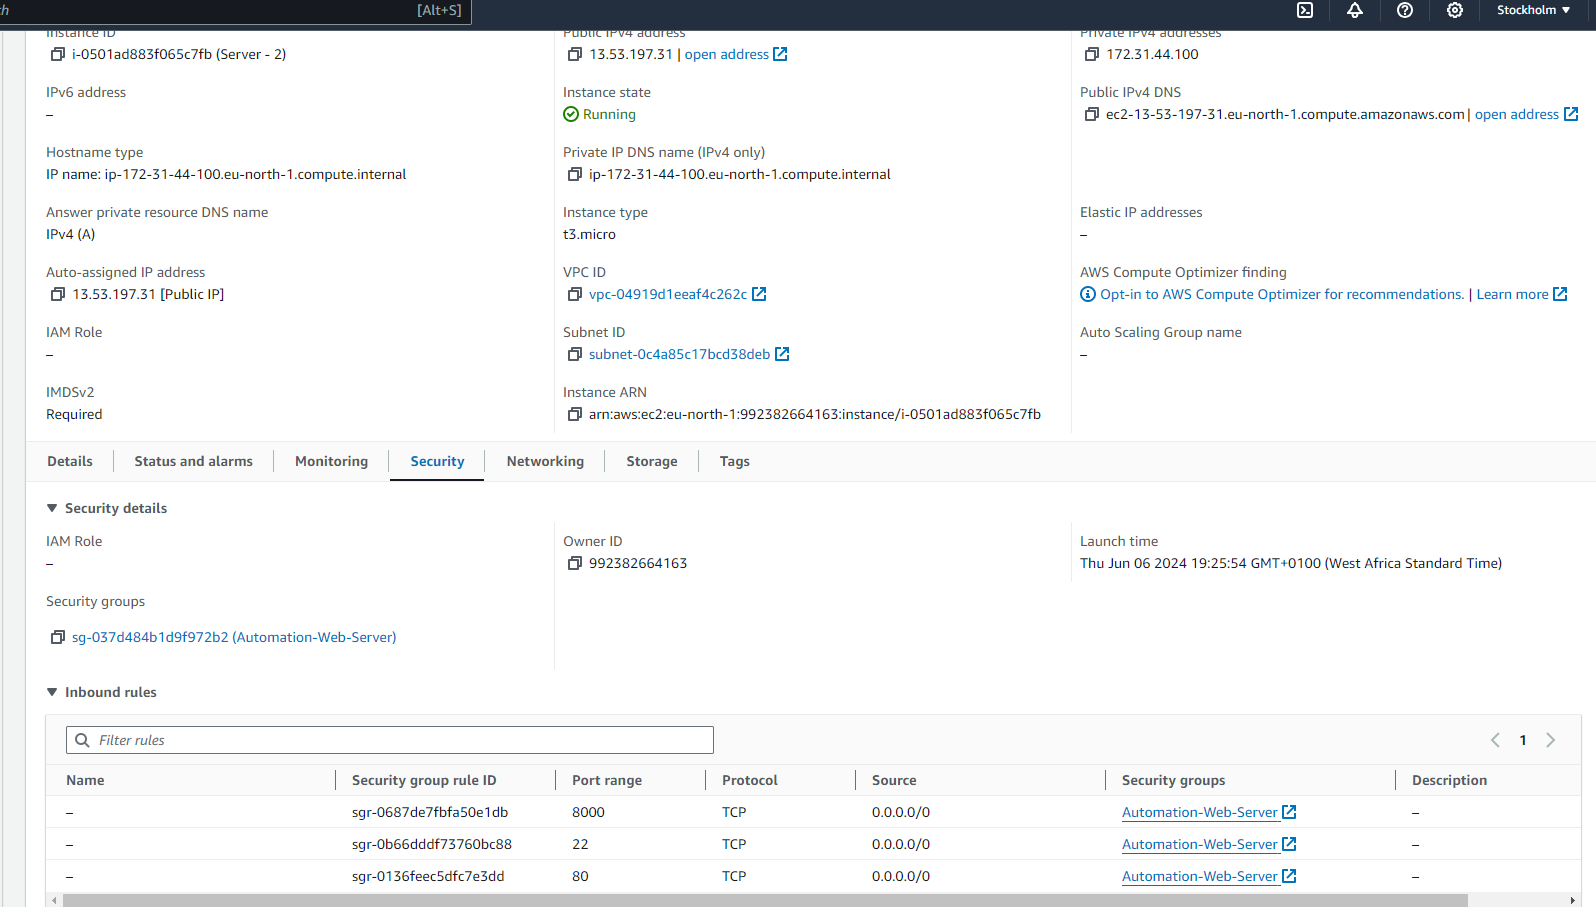 th [Alt+S] Stockholm
Instance ID Public IPv4 address Private IPv4 addresses
i-0501ad883f065c7fb (Server - 2) 13.53.197.31 | open address 172.31.44.100
IPv6 address Instance state Public IPv4 DNS
– Running ec2-13-53-197-31.eu-north-1.compute.amazonaws.com | open address
Hostname type Private IP DNS name (IPv4 only)
IP name: ip-172-31-44-100.eu-north-1.compute.internal ip-172-31-44-100.eu-north-1.compute.internal
Answer private resource DNS name Instance type Elastic IP addresses
IPv4 (A) t3.micro –
Auto-assigned IP address VPC ID AWS Compute Optimizer finding
13.53.197.31 [Public IP] vpc-04919d1eeaf4c262c Opt-in to AWS Compute Optimizer for recommendations. | Learn more
IAM Role Subnet ID Auto Scaling Group name
– subnet-0c4a85c17bcd38deb –
IMDSv2 Instance ARN
Required arn:aws:ec2:eu-north-1:992382664163:instance/i-0501ad883f065c7fb
Details Status and alarms Monitoring Security Networking Storage Tags
Security details
IAM Role Owner ID Launch time
– 992382664163 Thu Jun 06 2024 19:25:54 GMT+0100 (West Africa Standard Time)
Security groups
sg-037d484b1d9f972b2 (Automation-Web-Server)
Inbound rules
Filter rules 1
Name Security group rule ID Port range Protocol Source Security groups Description
– sgr-0687de7fbfa50e1db 8000 TCP 0.0.0.0/0 Automation-Web-Server –
– sgr-0b66dddf73760bc88 22 TCP 0.0.0.0/0 Automation-Web-Server –
– sgr-0136feec5dfc7e3dd 80 TCP 0.0.0.0/0 Automation-Web-Server –